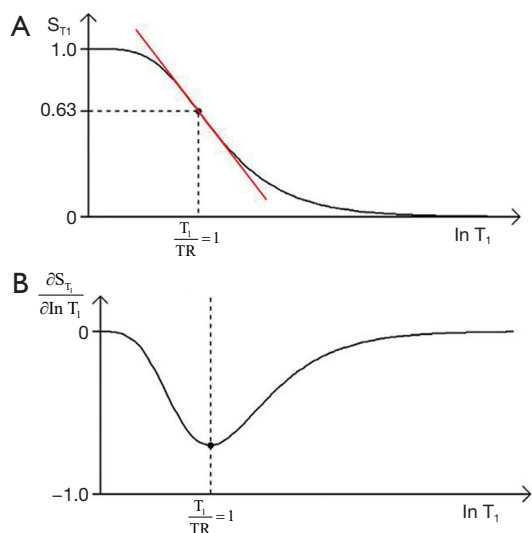 A
S_T1
1.0
0.63
0
T₁
TR
=1
ln T₁
B
∂S_T₁
∂ln T₁
0
−1.0
T₁
TR
=1
ln T₁